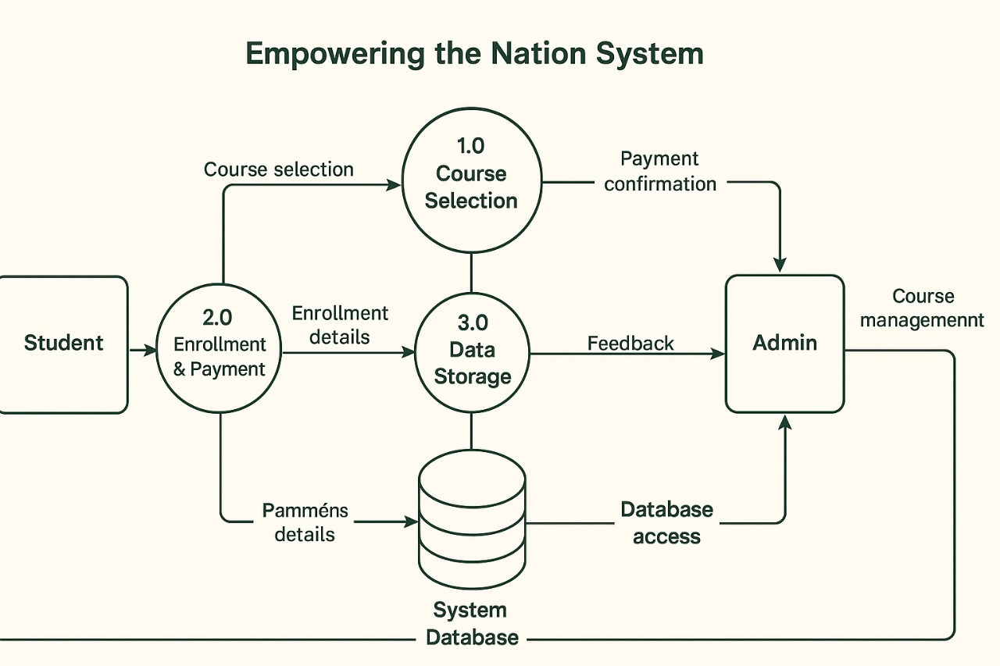 Empowering the Nation System
1.0
Course
Selection
Course selection
Payment
confirmation
Student
2.0
Enrollment
& Payment
Enrollment
details
3.0
Data
Storage
Feedback
Admin
Course
managemennt
Pamméns
details
Database
access
System
Database